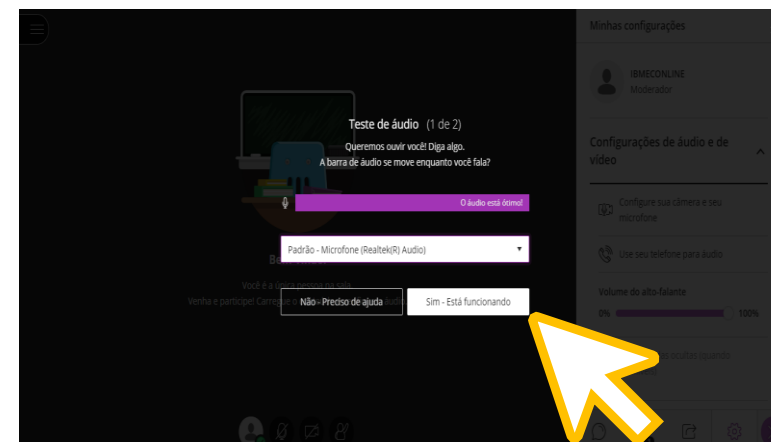 Minhas configurações
IBMECONLINE
Moderador
Teste de áudio (1 de 2)
Queremos ouvir você! Diga algo.
A barra de áudio se move enquanto você fala?
Configurações de áudio e de
vídeo
O áudio está ótimo!
Configure sua câmera e seu
microfone
Padrão - Microfone (Realtek(R) Audio)
Use seu telefone para áudio
Você é a única pessoa na sala.
Venha e participe! Carregue o
Não - Preciso de ajuda
Sim - Está funcionando
Volume do alto-falante
0%
100%
ocultas quando